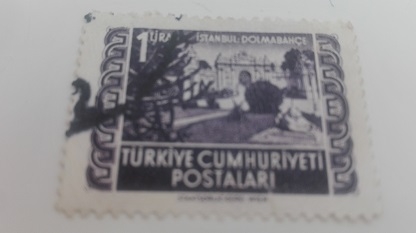 1 LİRA İSTANBUL: DOLMABAHÇE
TÜRKİYE CUMHURİYETİ
POSTALARI